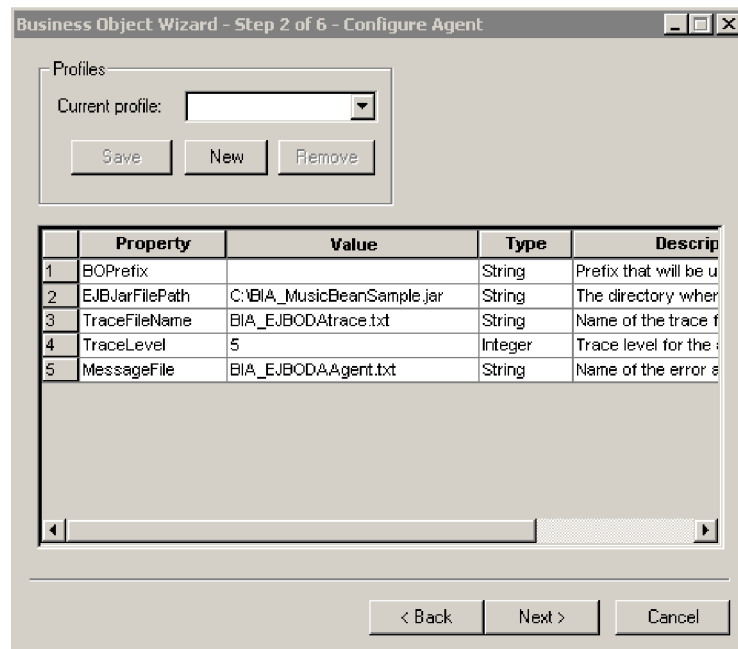 Business Object Wizard - Step 2 of 6 - Configure Agent
Profiles
Current profile:
Save New Remove
Property Value Type Descrip
1 BOPrefix String Prefix that will be u
2 EJBJarFilePath C:\BIA_MusicBeanSample.jar String The directory wher
3 TraceFileName BIA_EJBODAtrace.txt String Name of the trace f
4 TraceLevel 5 Integer Trace level for the a
5 MessageFile BIA_EJBODAAgent.txt String Name of the error a
< Back Next > Cancel